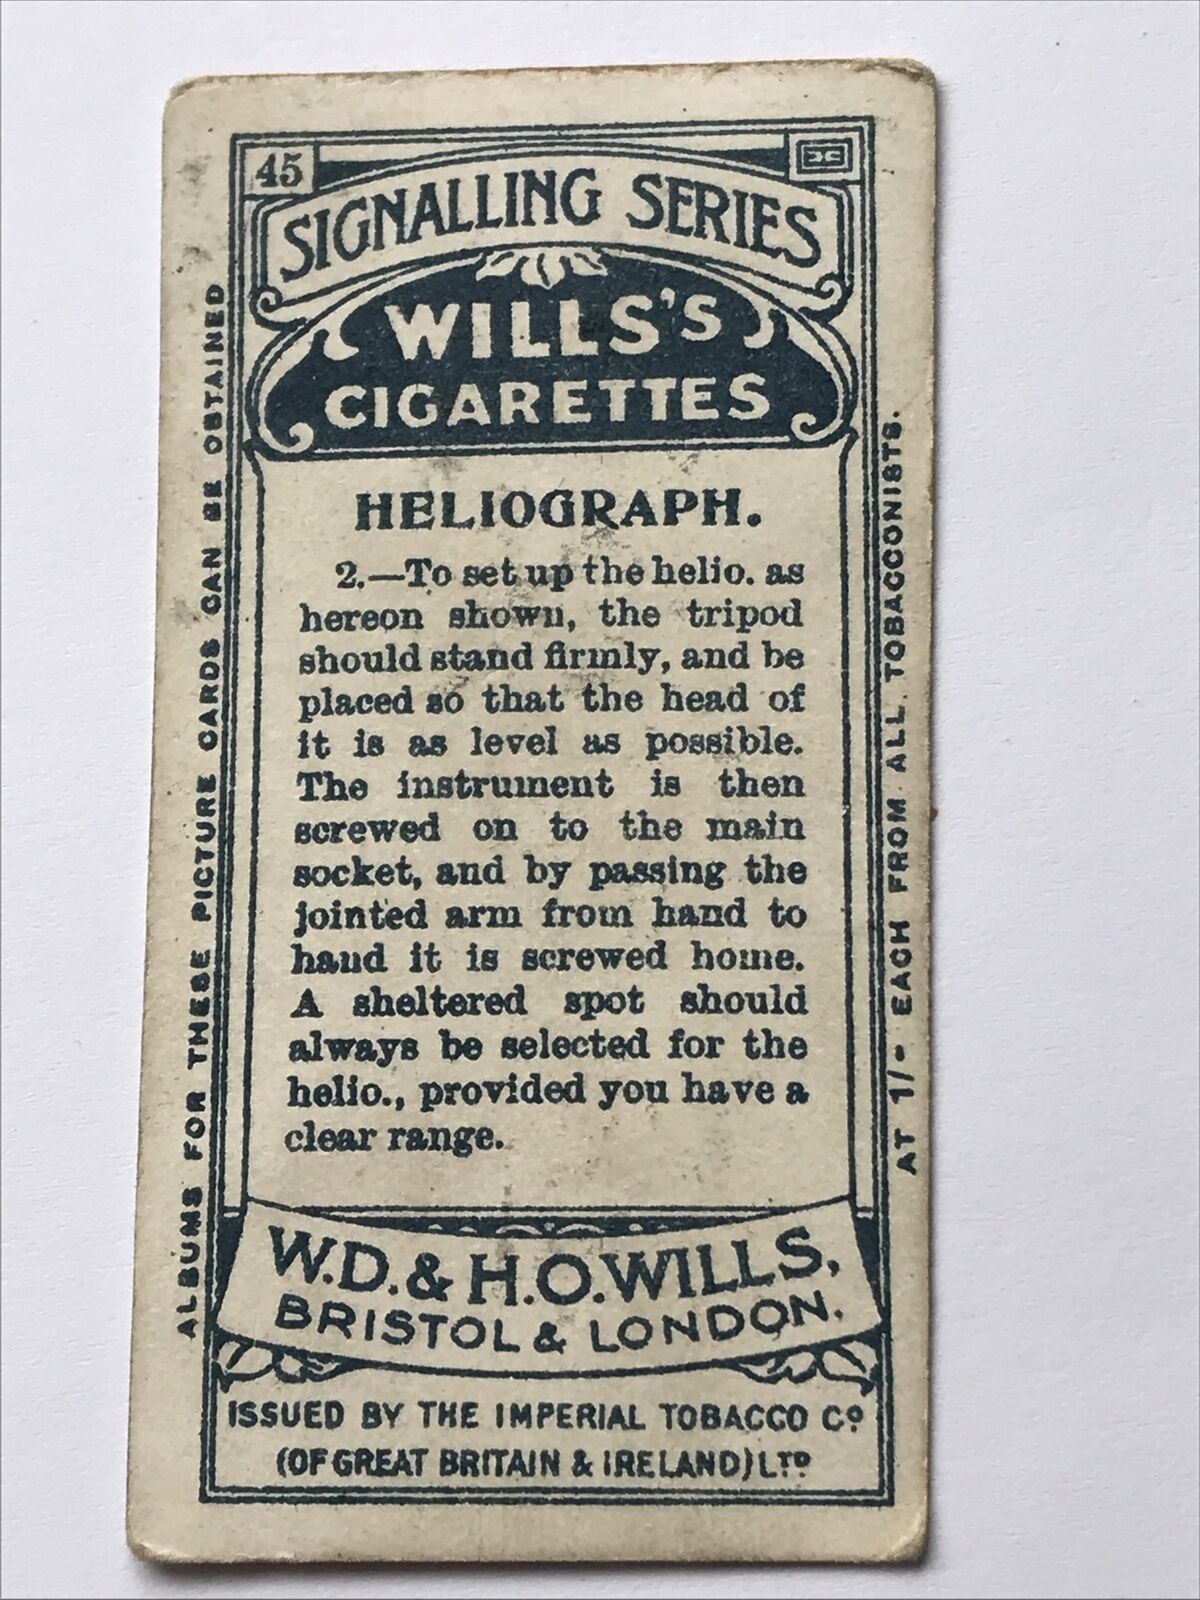 45
SIGNALLING SERIES
WILLS'S
CIGARETTES
HELIOGRAPH.
2.—To set up the helio. as
hereon shown, the tripod
should stand firmly, and be
placed so that the head of
it is as level as possible.
The instrument is then
screwed on to the main
socket, and by passing the
jointed arm from hand to
hand it is screwed home.
A sheltered spot should
always be selected for the
helio., provided you have a
clear range.
W.D. & H.O. WILLS,
BRISTOL & LONDON.
ISSUED BY THE IMPERIAL TOBACCO Cº
(OF GREAT BRITAIN & IRELAND) LTD
ALBUMS FOR THESE PICTURE CARDS CAN BE OBTAINED
AT 1/- EACH FROM ALL TOBACCONISTS.